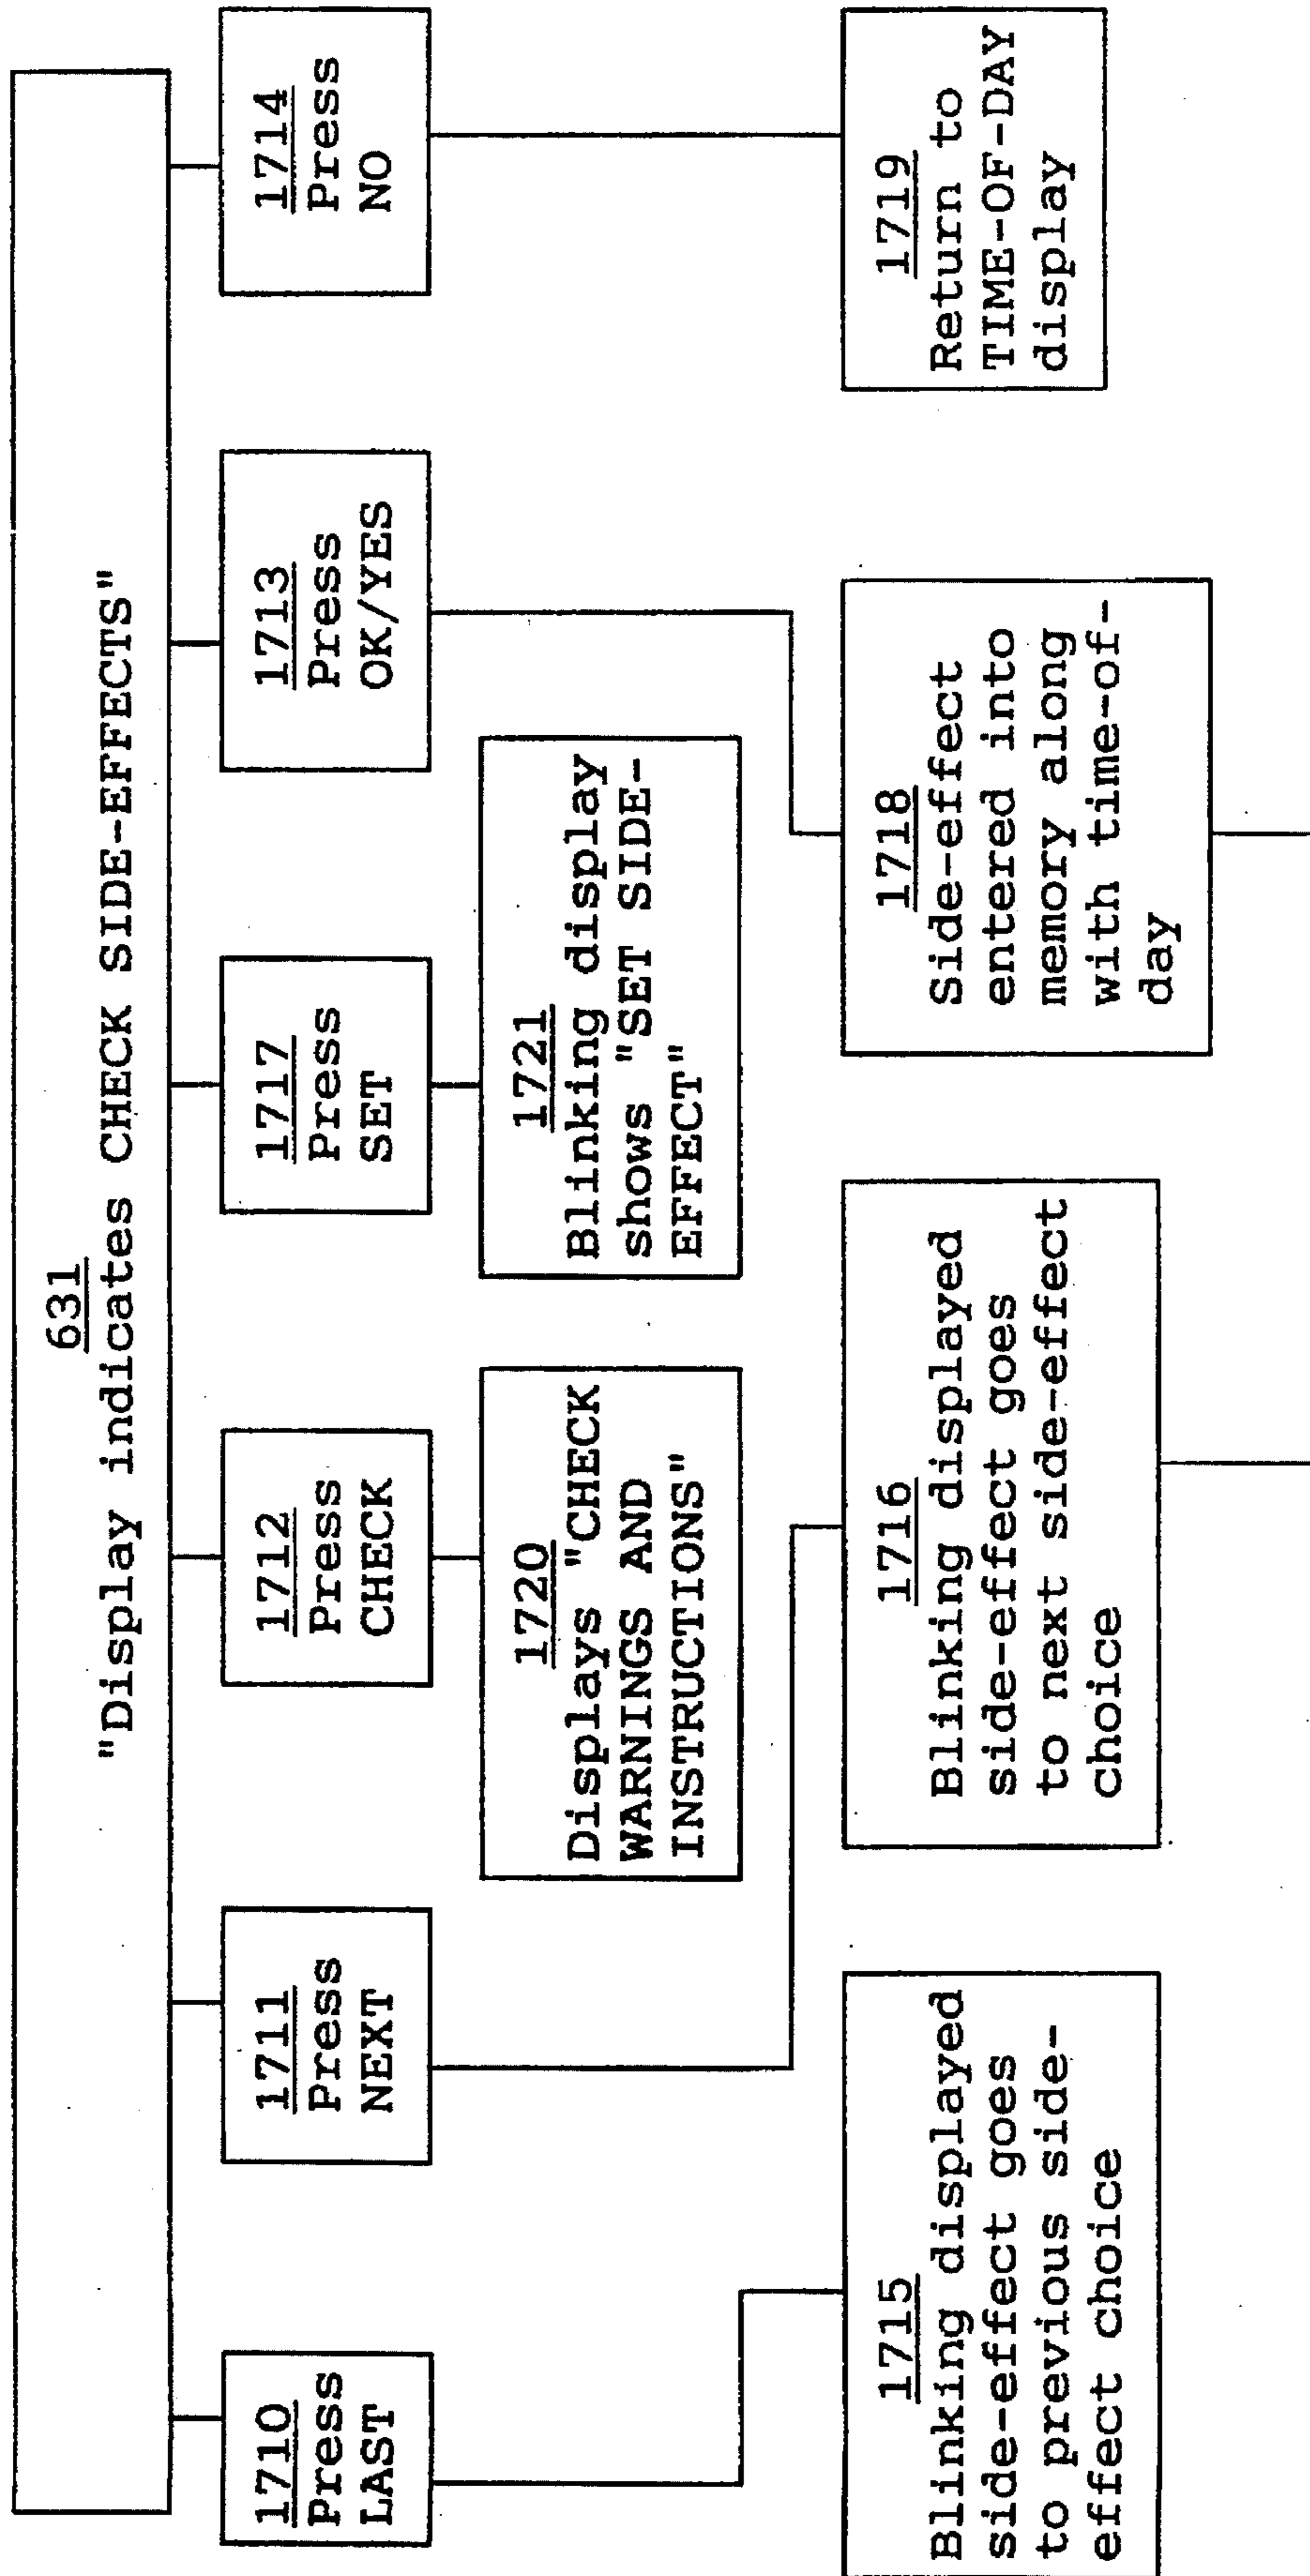 631
"Display indicates CHECK SIDE-EFFECTS"
1710
Press
LAST
1711
Press
NEXT
1712
Press
CHECK
1717
Press
SET
1713
Press
OK/YES
1714
Press
NO
1720
Displays "CHECK
WARNINGS AND
INSTRUCTIONS"
1721
Blinking display
shows "SET SIDE-
EFFECT"
1715
Blinking displayed
side-effect goes
to previous side-
effect choice
1716
Blinking displayed
side-effect goes
to next side-effect
choice
1718
Side-effect
entered into
memory along
with time-of-
day
1719
Return to
TIME-OF-DAY
display